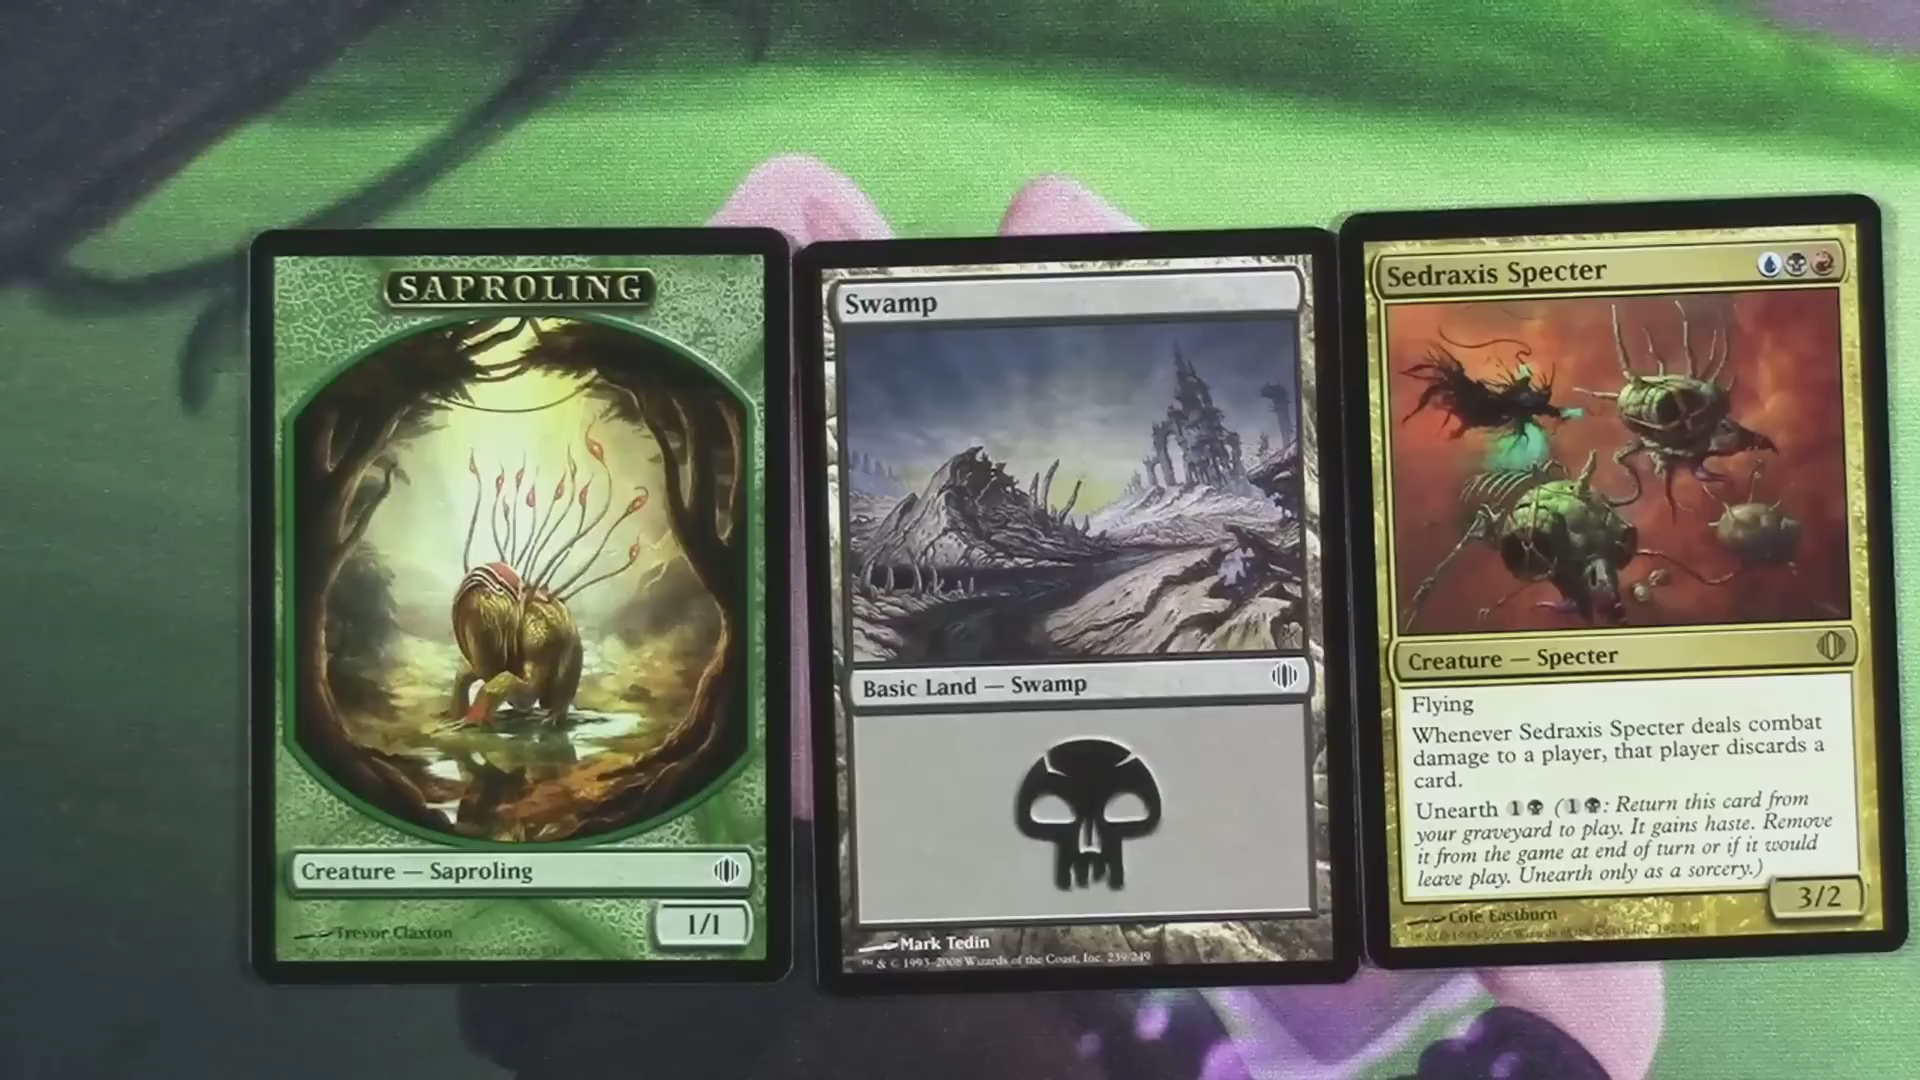 SAPROLING
Creature — Saproling
1/1
Trevor Claxton
Swamp
Basic Land — Swamp
Mark Tedin
™ & © 1993–2008 Wizards of the Coast, Inc. 239/249
Sedraxis Specter
Creature — Specter
Flying
Whenever Sedraxis Specter deals combat
damage to a player, that player discards a
card.
Unearth 1 (1: Return this card from
your graveyard to play. It gains haste. Remove
it from the game at end of turn or if it would
leave play. Unearth only as a sorcery.)
3/2
Cole Eastburn